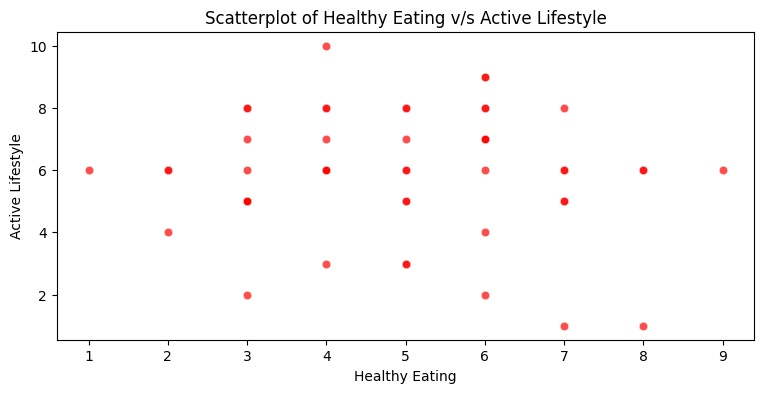 Scatterplot of Healthy Eating v/s Active Lifestyle
10
8
6
4
2
Active Lifestyle
1 2 3 4 5 6 7 8 9
Healthy Eating